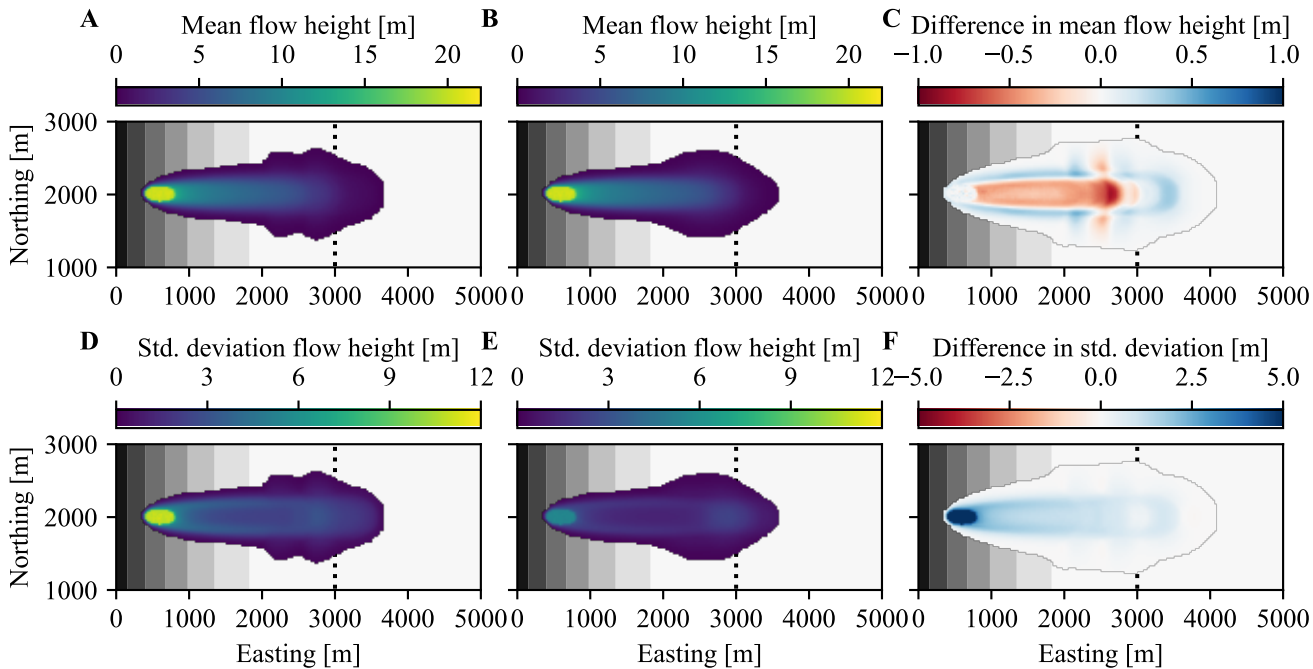 A Mean flow height [m] B Mean flow height [m] C Difference in mean flow height [m]
0 5 10 15 20 0 5 10 15 20 −1.0 −0.5 0.0 0.5 1.0
3000
2000
1000
Northing [m]
0 1000 2000 3000 4000 5000 0 1000 2000 3000 4000 5000 0 1000 2000 3000 4000 5000
D Std. deviation flow height [m] E Std. deviation flow height [m] F Difference in std. deviation [m]
0 3 6 9 12 0 3 6 9 12 −5.0 −2.5 0.0 2.5 5.0
3000
2000
1000
Northing [m]
0 1000 2000 3000 4000 5000 0 1000 2000 3000 4000 5000 0 1000 2000 3000 4000 5000
Easting [m] Easting [m] Easting [m]